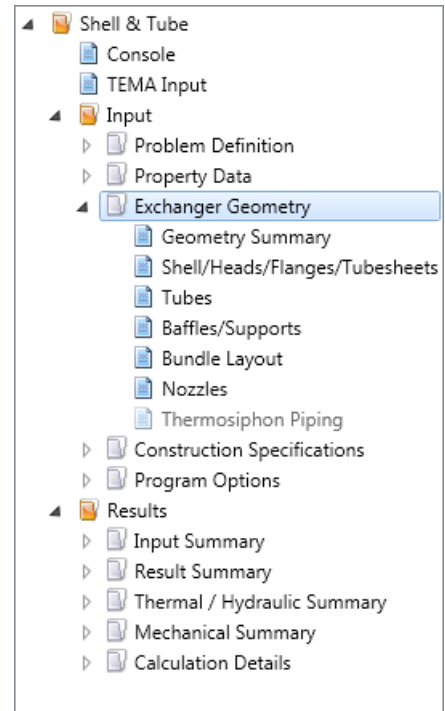 Shell & Tube
Console
TEMA Input
Input
Problem Definition
Property Data
Exchanger Geometry
Geometry Summary
Shell/Heads/Flanges/Tubesheets
Tubes
Baffles/Supports
Bundle Layout
Nozzles
Thermosiphon Piping
Construction Specifications
Program Options
Results
Input Summary
Result Summary
Thermal / Hydraulic Summary
Mechanical Summary
Calculation Details